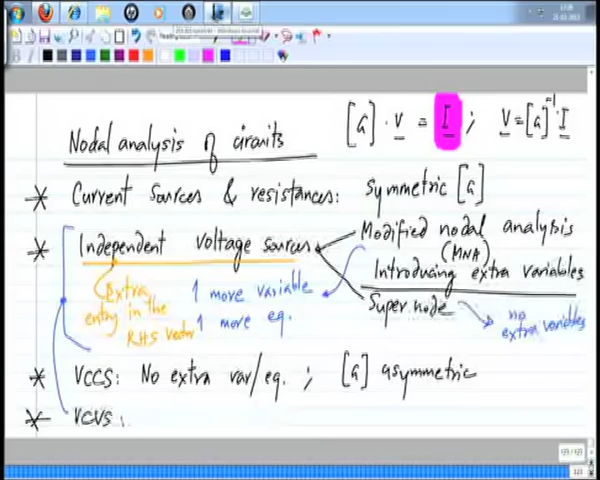 [G] · V = I ; V = [G]⁻¹ I
Nodal analysis of circuits
* Current Sources & resistances: symmetric [G]
* Independent voltage sources
Modified nodal analysis
(MNA)
Introducing extra variables
Super node
no
extra variables
Extra
entry in the
RHS vector
1 more variable
1 more eq.
* VCCS: No extra var/eq. ; [G] asymmetric
* VCVS: